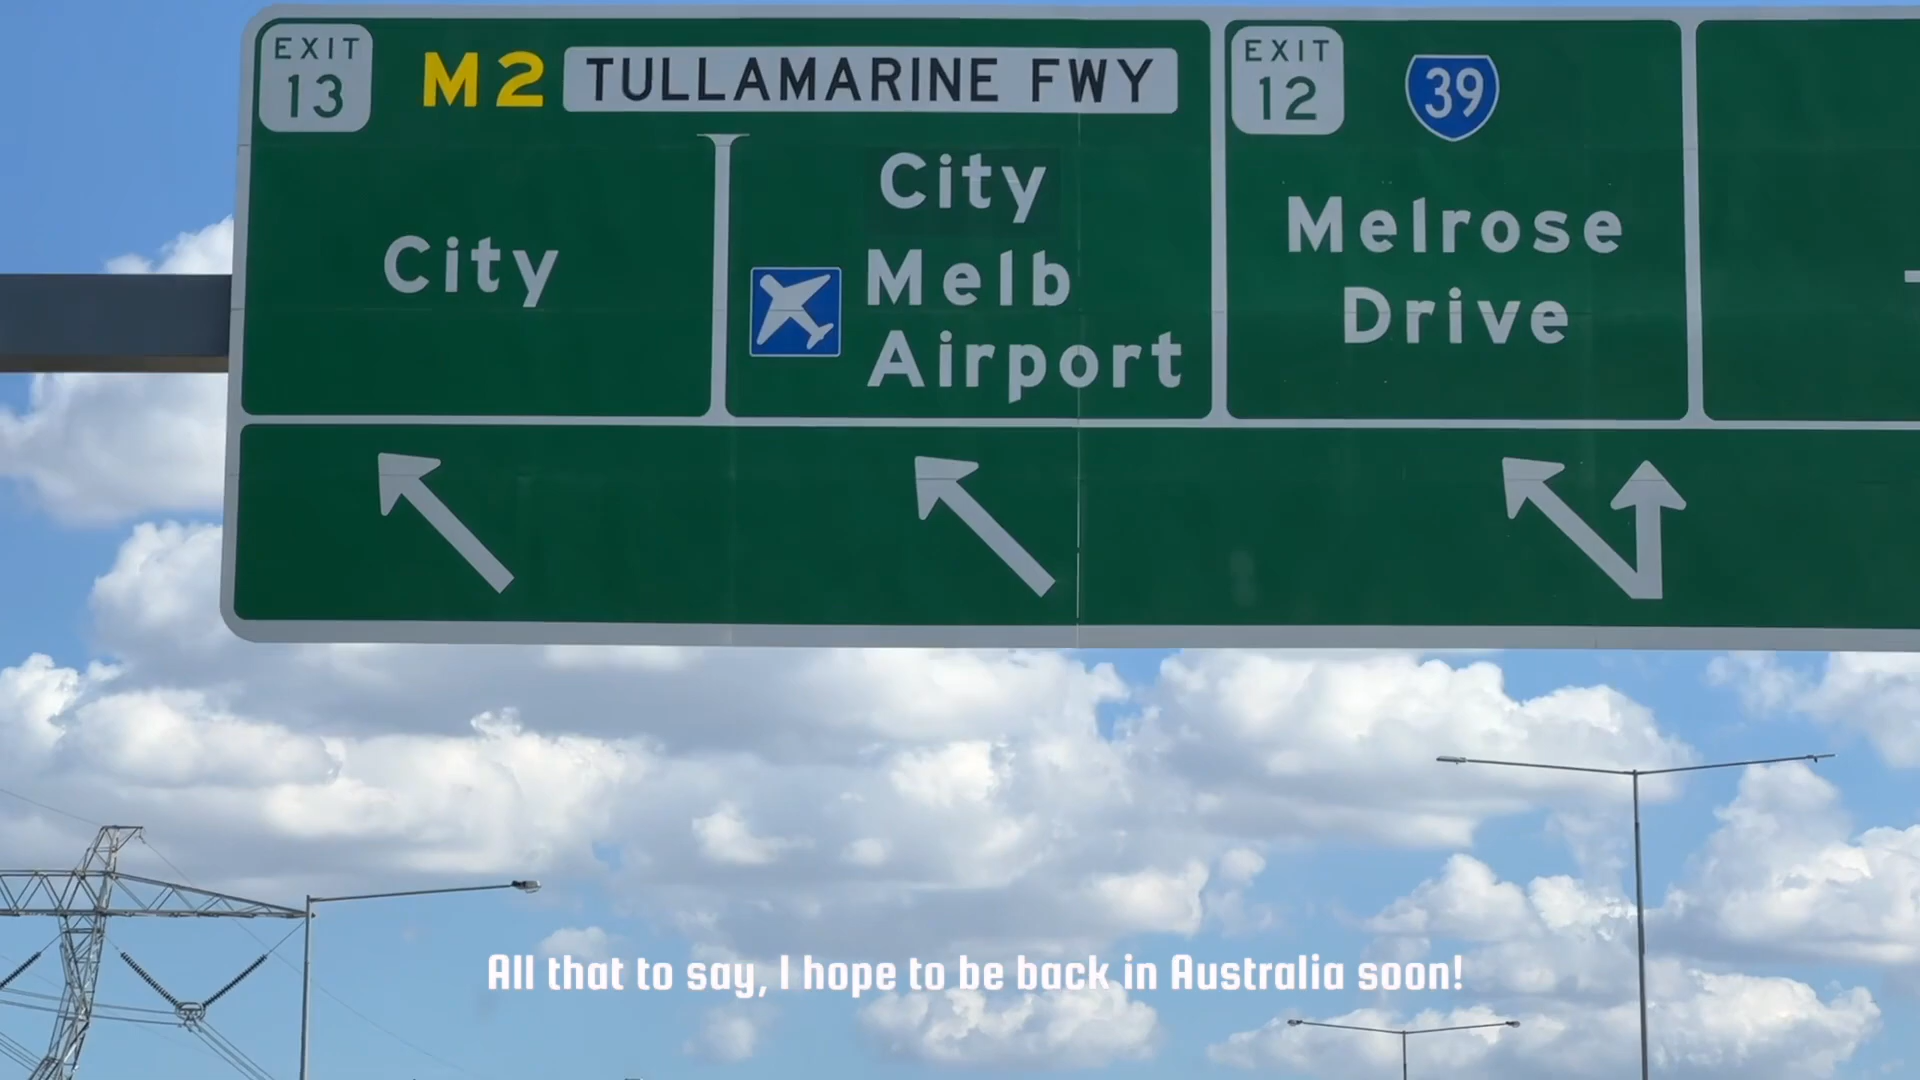 EXIT
13
M2 TULLAMARINE FWY
City
City
Melb
Airport
EXIT
12
39
Melrose
Drive
All that to say, I hope to be back in Australia soon!